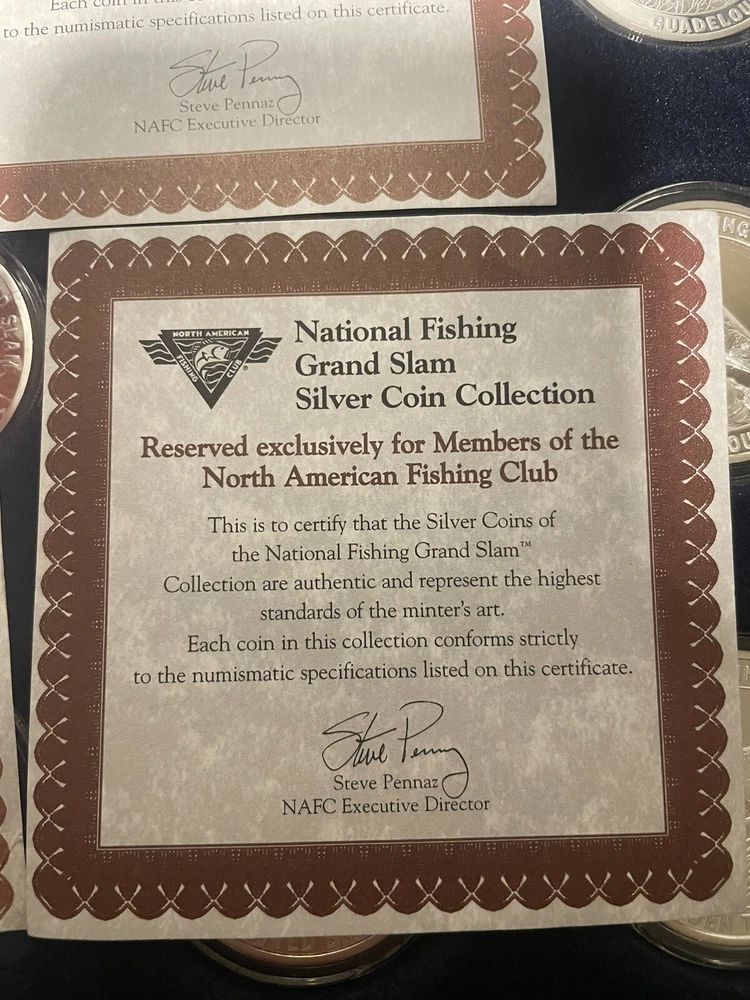 to the numismatic specifications listed on this certificate.
Steve Pennaz
NAFC Executive Director
NORTH AMERICAN
FISHING CLUB
National Fishing
Grand Slam
Silver Coin Collection
Reserved exclusively for Members of the
North American Fishing Club
This is to certify that the Silver Coins of
the National Fishing Grand Slam™
Collection are authentic and represent the highest
standards of the minter's art.
Each coin in this collection conforms strictly
to the numismatic specifications listed on this certificate.
Steve Pennaz
NAFC Executive Director